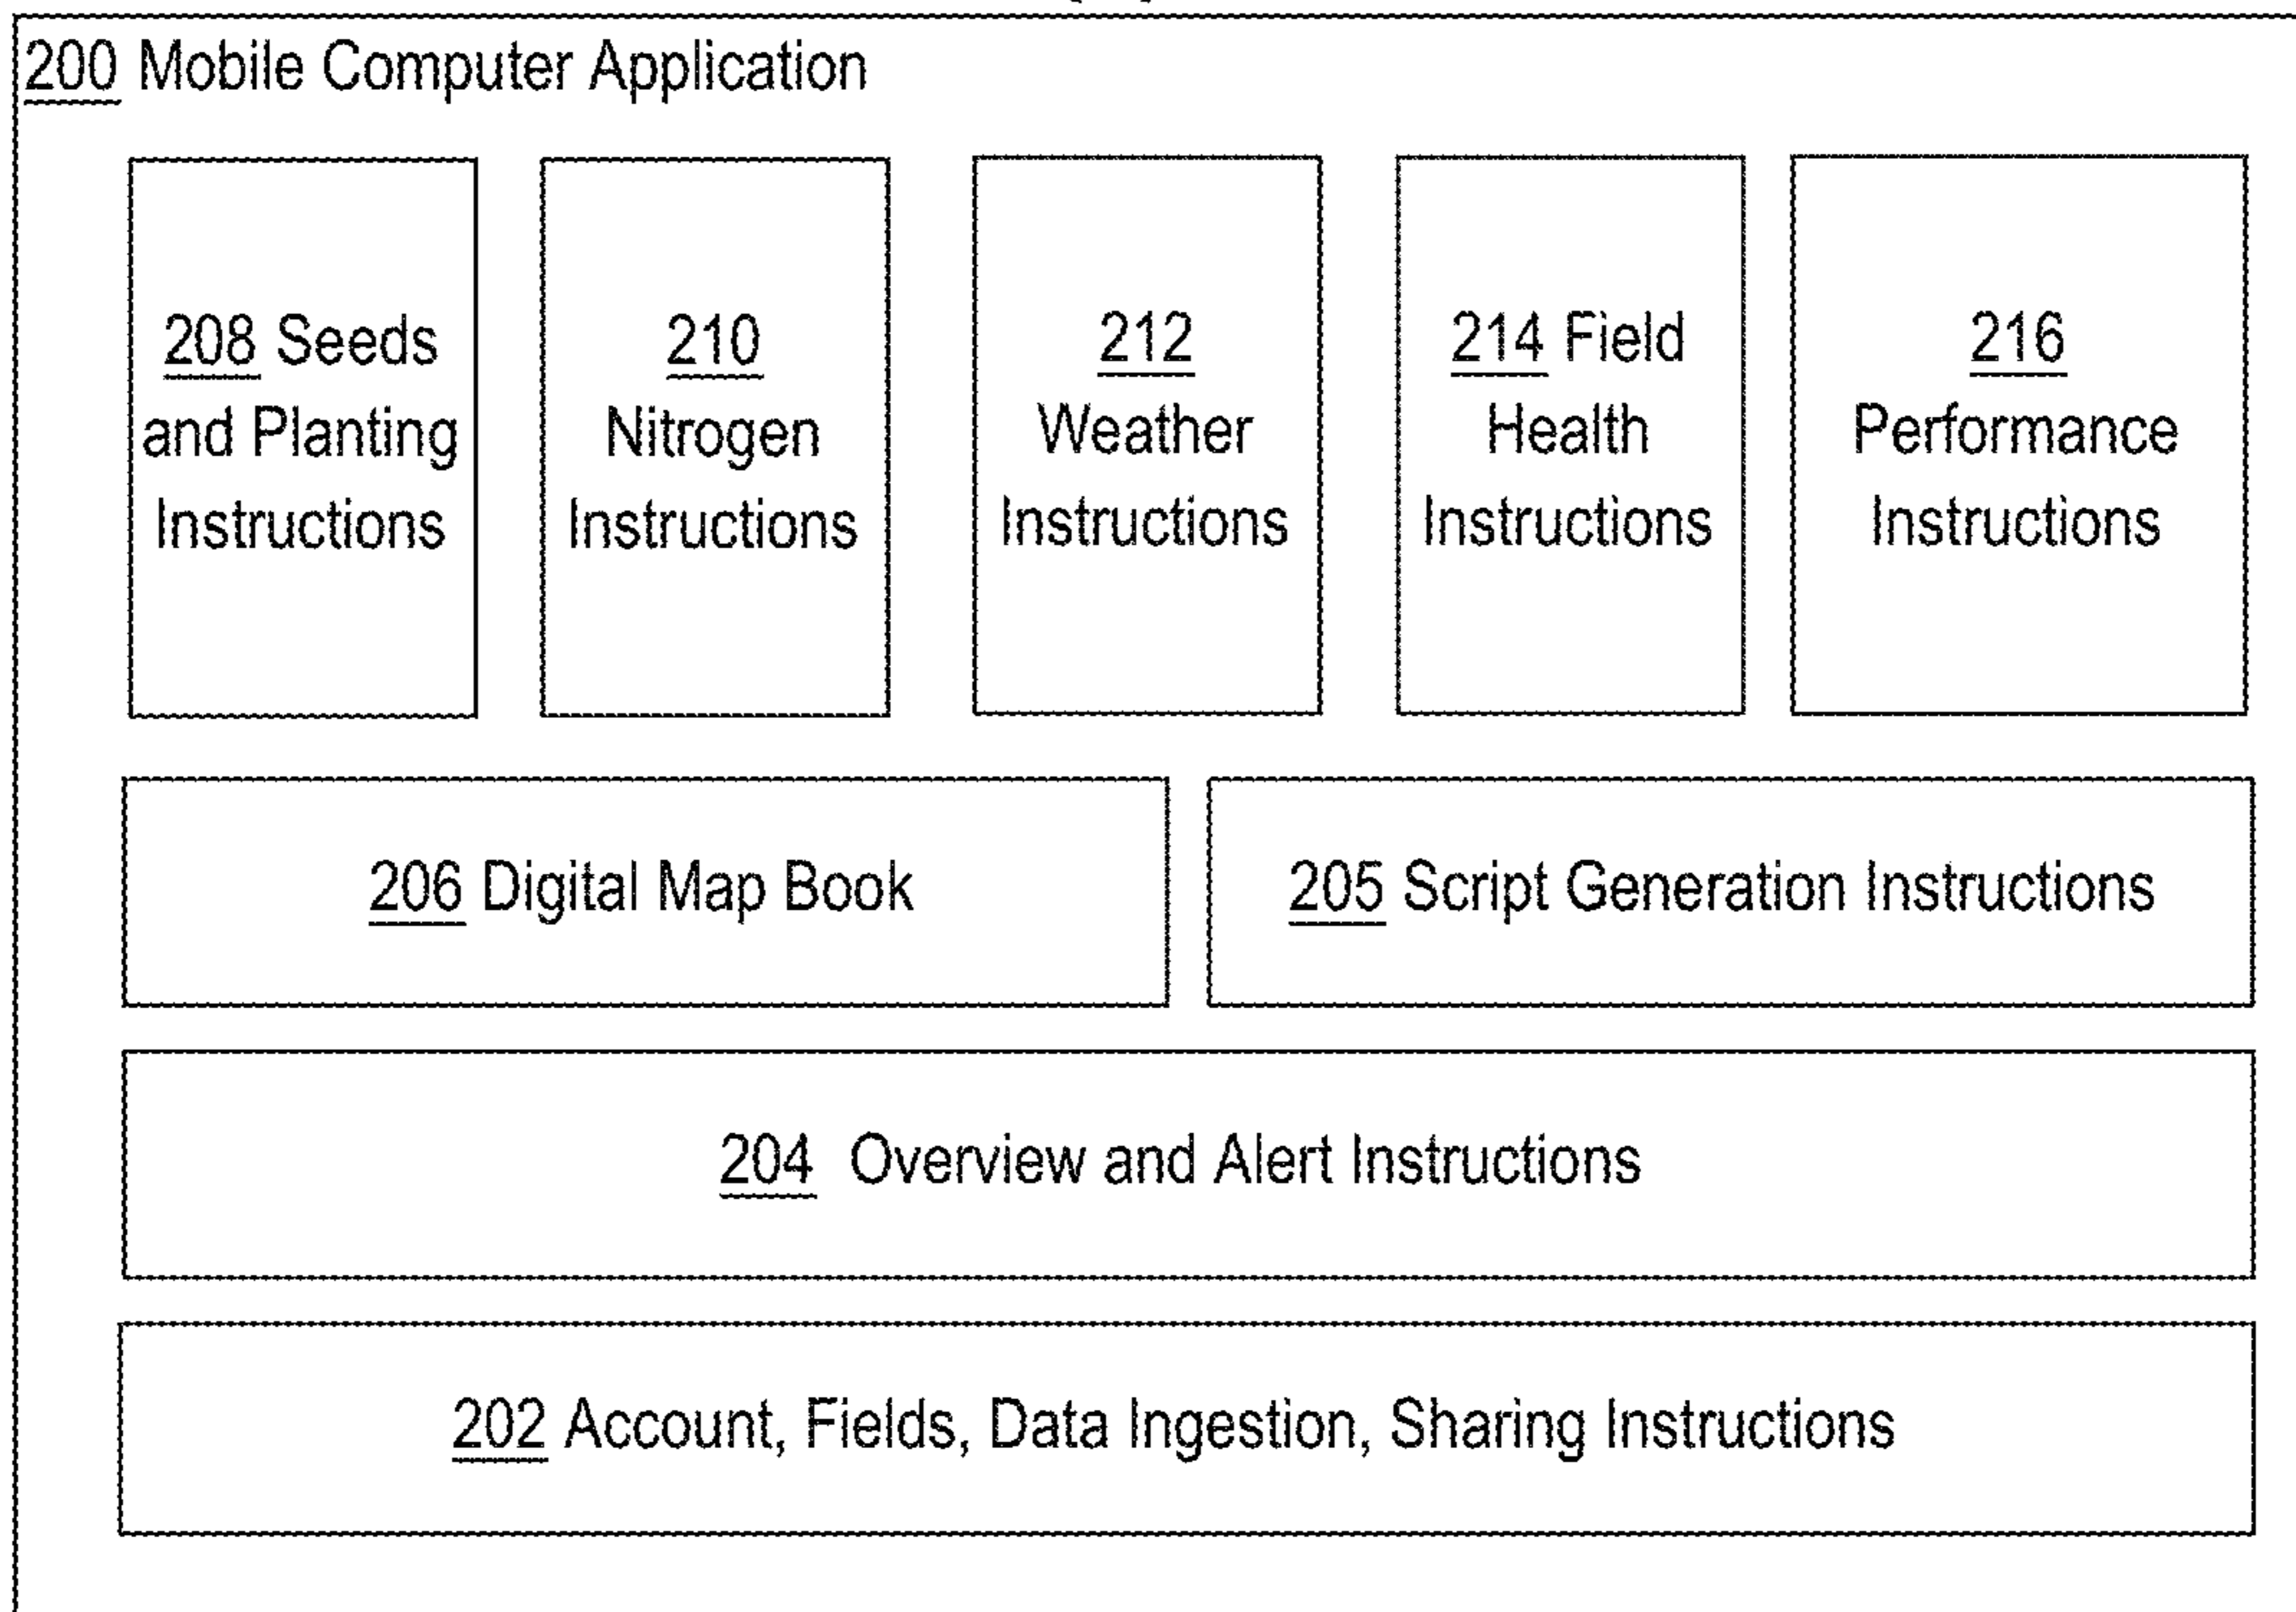 200 Mobile Computer Application
208 Seeds
and Planting
Instructions
210
Nitrogen
Instructions
212
Weather
Instructions
214 Field
Health
Instructions
216
Performance
Instructions
206 Digital Map Book
205 Script Generation Instructions
204 Overview and Alert Instructions
202 Account, Fields, Data Ingestion, Sharing Instructions